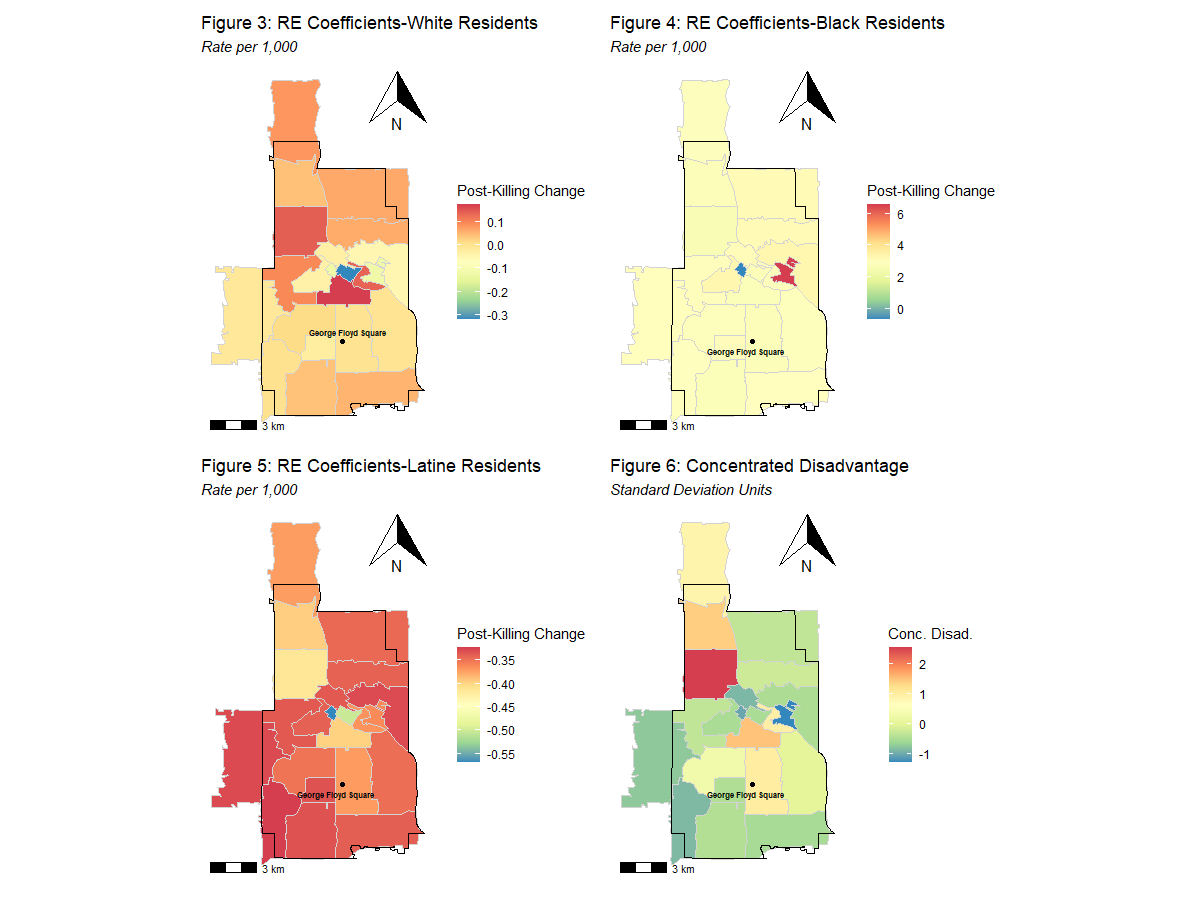 Figure 3: RE Coefficients-White Residents
Rate per 1,000
N
Post-Killing Change
0.1
0.0
-0.1
-0.2
-0.3
George Floyd Square
3 km
Figure 4: RE Coefficients-Black Residents
Rate per 1,000
N
Post-Killing Change
6
4
2
0
George Floyd Square
3 km
Figure 5: RE Coefficients-Latine Residents
Rate per 1,000
N
Post-Killing Change
-0.35
-0.40
-0.45
-0.50
-0.55
George Floyd Square
3 km
Figure 6: Concentrated Disadvantage
Standard Deviation Units
N
Conc. Disad.
2
1
0
-1
George Floyd Square
3 km